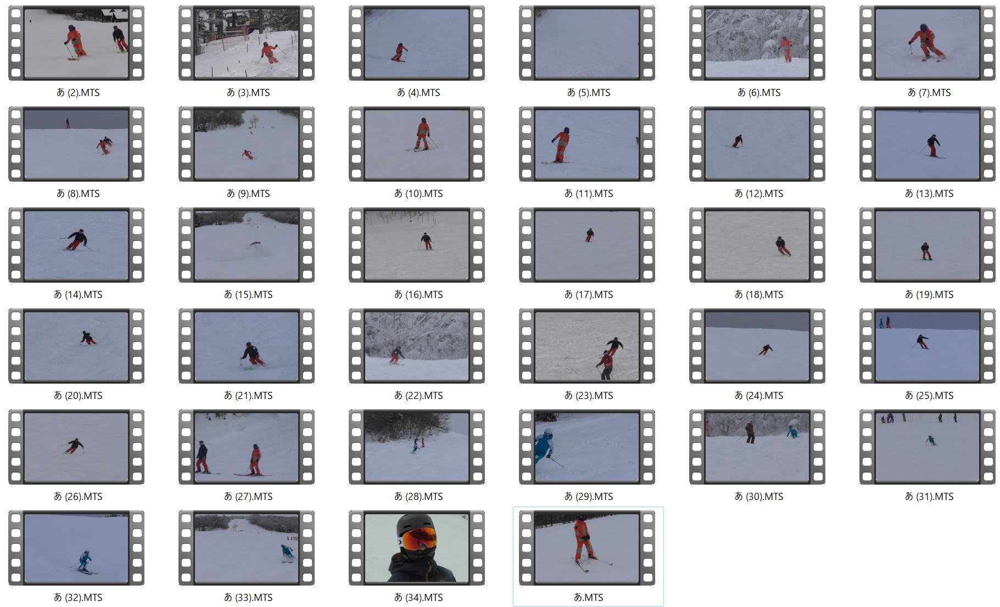 あ (2).MTS
あ (3).MTS
あ (4).MTS
あ (5).MTS
あ (6).MTS
あ (7).MTS
あ (8).MTS
あ (9).MTS
あ (10).MTS
あ (11).MTS
あ (12).MTS
あ (13).MTS
あ (14).MTS
あ (15).MTS
あ (16).MTS
あ (17).MTS
あ (18).MTS
あ (19).MTS
あ (20).MTS
あ (21).MTS
あ (22).MTS
あ (23).MTS
あ (24).MTS
あ (25).MTS
あ (26).MTS
あ (27).MTS
あ (28).MTS
あ (29).MTS
あ (30).MTS
あ (31).MTS
あ (32).MTS
あ (33).MTS
あ (34).MTS
あ.MTS